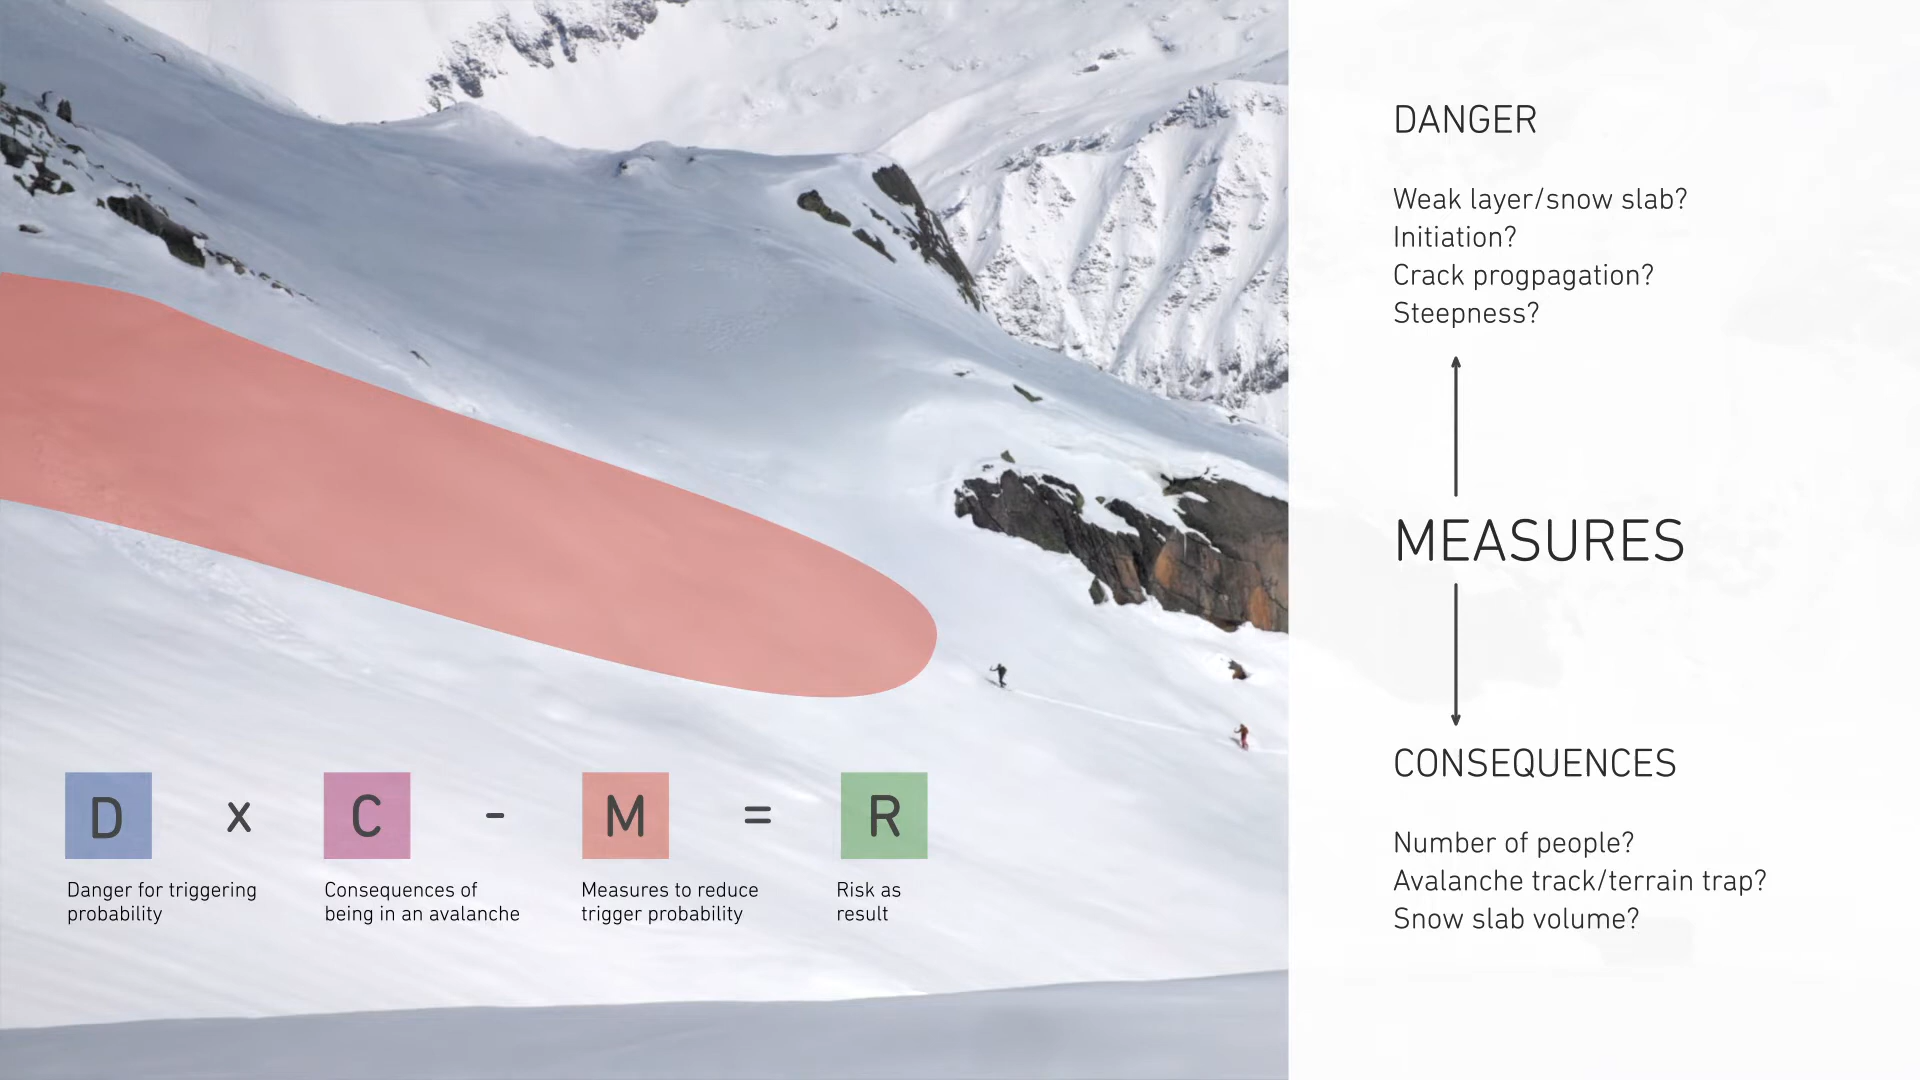 DANGER
Weak layer/snow slab?
Initiation?
Crack progpagation?
Steepness?
MEASURES
CONSEQUENCES
Number of people?
Avalanche track/terrain trap?
Snow slab volume?
D x C - M = R
Danger for triggering
probability
Consequences of
being in an avalanche
Measures to reduce
trigger probability
Risk as
result